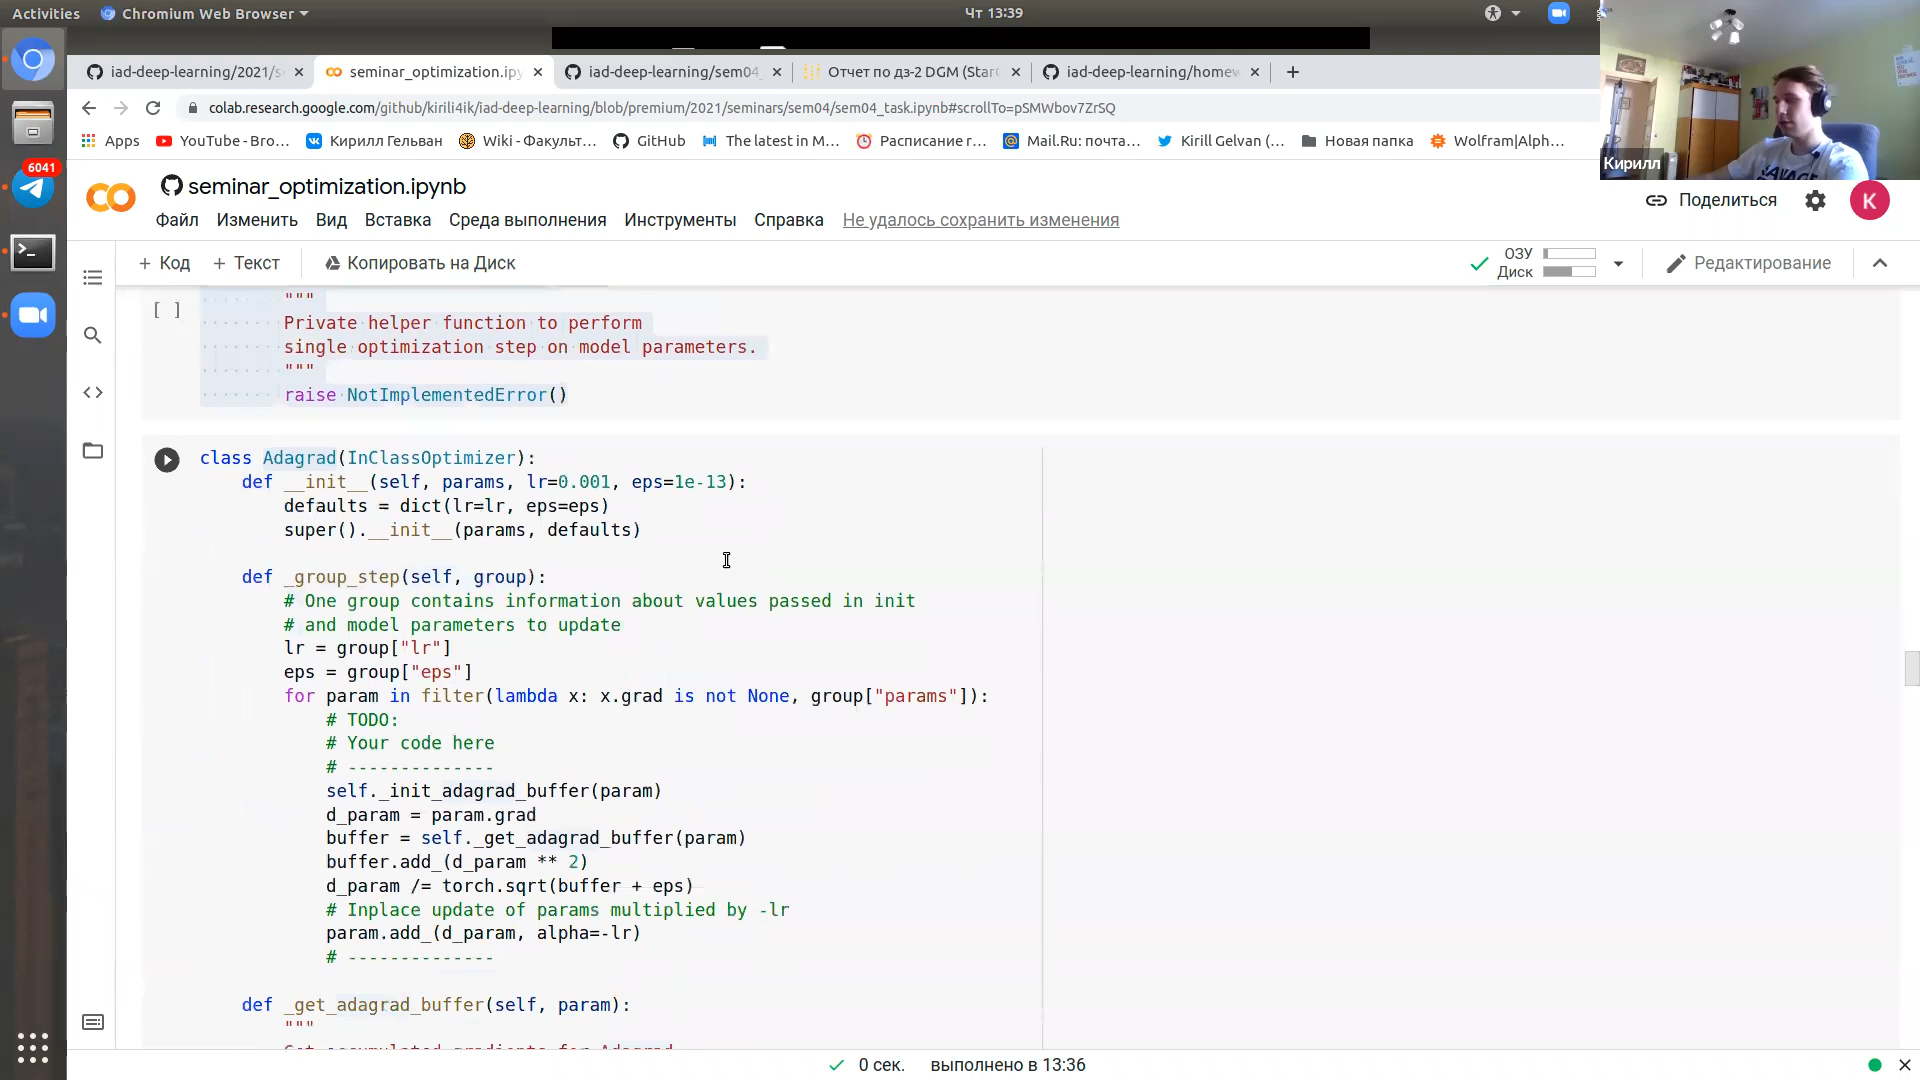 Activities
Chromium Web Browser
Чт 13:39
iad-deep-learning/2021/s
seminar_optimization.ipy
iad-deep-learning/sem04_
Отчет по дз-2 DGM (Star
iad-deep-learning/homew
colab.research.google.com/github/kirili4ik/iad-deep-learning/blob/premium/2021/seminars/sem04/sem04_task.ipynb#scrollTo=pSMWbov7ZrSQ
Apps
YouTube - Bro...
Кирилл Гельван
Wiki - Факульт...
GitHub
The latest in M...
Расписание г...
Mail.Ru: почта...
Kirill Gelvan (...
Новая папка
Wolfram|Alph...
Кирилл
6041
seminar_optimization.ipynb
Файл Изменить Вид Вставка Среда выполнения Инструменты Справка Не удалось сохранить изменения
Поделиться
K
+ Код + Текст Копировать на Диск
ОЗУ
Диск
Редактирование
[ ]
"""
Private helper function to perform
single optimization step on model parameters.
"""
raise NotImplementedError()
class Adagrad(InClassOptimizer):
def __init__(self, params, lr=0.001, eps=1e-13):
defaults = dict(lr=lr, eps=eps)
super().__init__(params, defaults)
def _group_step(self, group):
# One group contains information about values passed in init
# and model parameters to update
lr = group["lr"]
eps = group["eps"]
for param in filter(lambda x: x.grad is not None, group["params"]):
# TODO:
# Your code here
# --------------
self._init_adagrad_buffer(param)
d_param = param.grad
buffer = self._get_adagrad_buffer(param)
buffer.add_(d_param ** 2)
d_param /= torch.sqrt(buffer + eps)
# Inplace update of params multiplied by -lr
param.add_(d_param, alpha=-lr)
# --------------
def _get_adagrad_buffer(self, param):
"""
0 сек. выполнено в 13:36